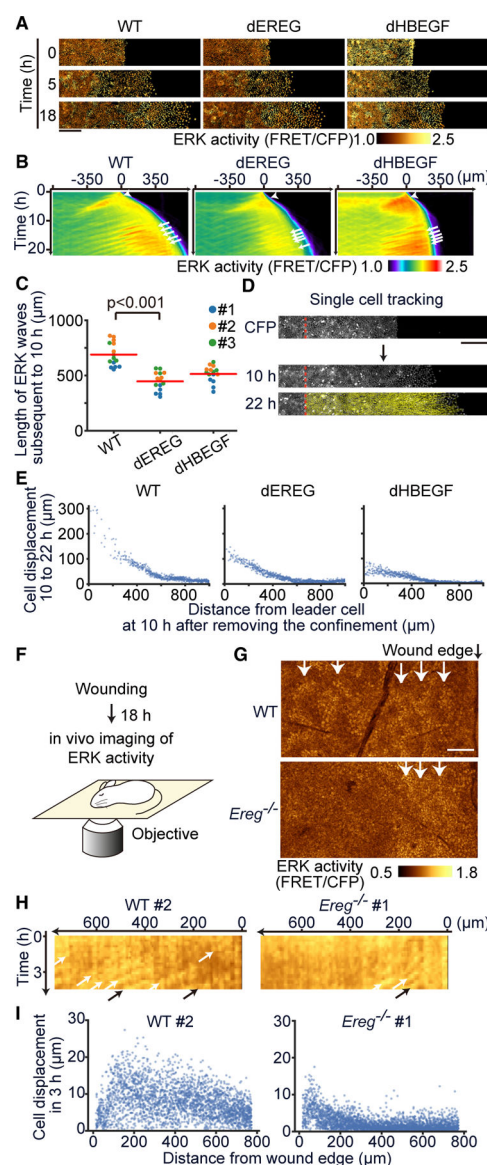 A
WT dEREG dHBEGF
Time (h)
0
5
18
ERK activity (FRET/CFP) 1.0 2.5
B
-350 0 350 -350 0 350 -350 0 350 (μm)
WT dEREG dHBEGF
Time (h)
0
10
20
ERK activity (FRET/CFP) 1.0 2.5
C
p<0.001
#1
#2
#3
Length of ERK waves
subsequent to 10 h (μm)
1000
500
0
WT dEREG dHBEGF
D
Single cell tracking
CFP
10 h
22 h
E
WT dEREG dHBEGF
Cell displacement
10 to 22 h (μm)
300
200
100
0
0 400 800 0 400 800 0 400 800
Distance from leader cell
at 10 h after removing the confinement (μm)
F
Wounding
18 h
in vivo imaging of
ERK activity
Objective
G
Wound edge
WT
Ereg-/-
ERK activity
(FRET/CFP)
0.5 1.8
H
WT #2 Ereg-/- #1
600 400 200 0 600 400 200 0 (μm)
Time (h)
0
3
I
WT #2 Ereg-/- #1
Cell displacement
in 3 h (μm)
30
20
10
0
30
20
10
0
0 200 400 600 800 0 200 400 600 800
Distance from wound edge (μm)